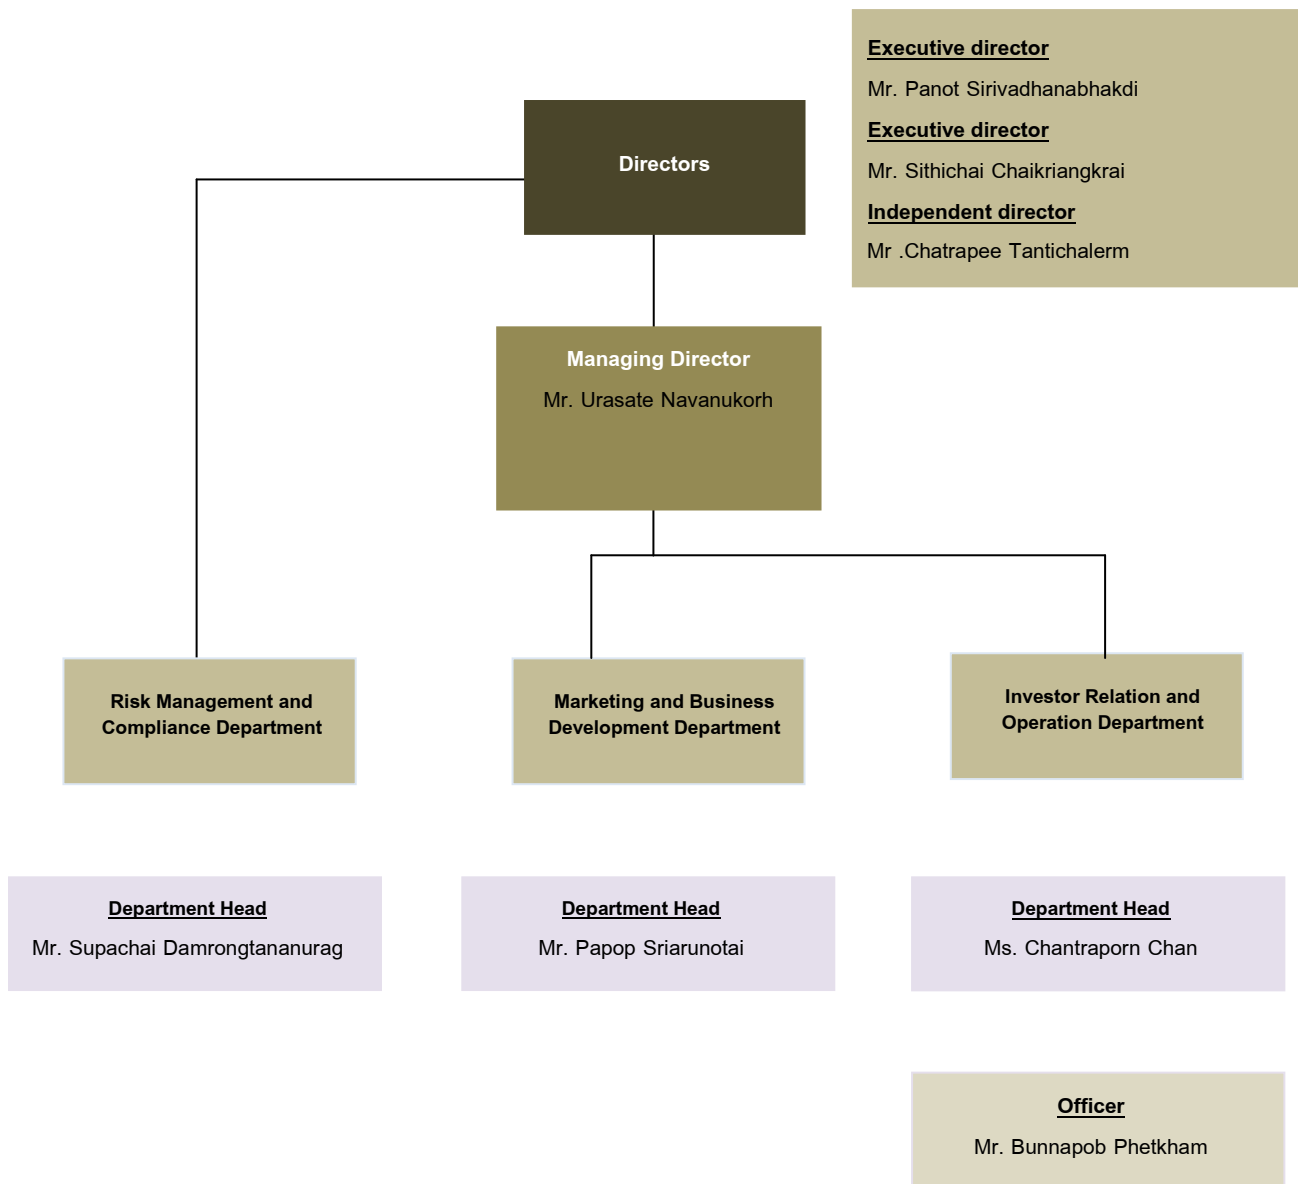 Executive director
Mr. Panot Sirivadhanabhakdi
Executive director
Mr. Sithichai Chaikriangkrai
Independent director
Mr .Chatrapee Tantichalerm
Directors
Managing Director
Mr. Urasate Navanukorh
Risk Management and
Compliance Department
Marketing and Business
Development Department
Investor Relation and
Operation Department
Department Head
Mr. Supachai Damrongtananurag
Department Head
Mr. Papop Sriarunotai
Department Head
Ms. Chantraporn Chan
Officer
Mr. Bunnapob Phetkham